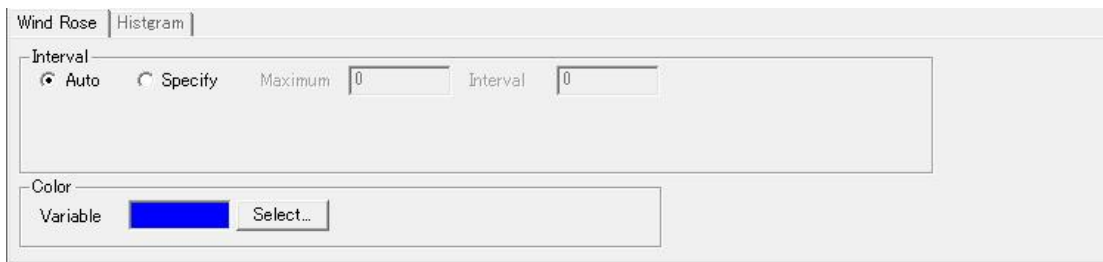 Wind Rose Histgram
Interval
Auto Specify Maximum 0 Interval 0
Color
Variable Select...